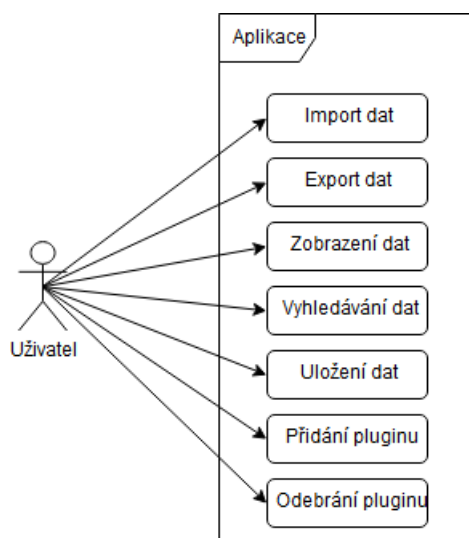 Aplikace
Import dat
Export dat
Zobrazení dat
Vyhledávání dat
Uživatel
Uložení dat
Přidání pluginu
Odebrání pluginu